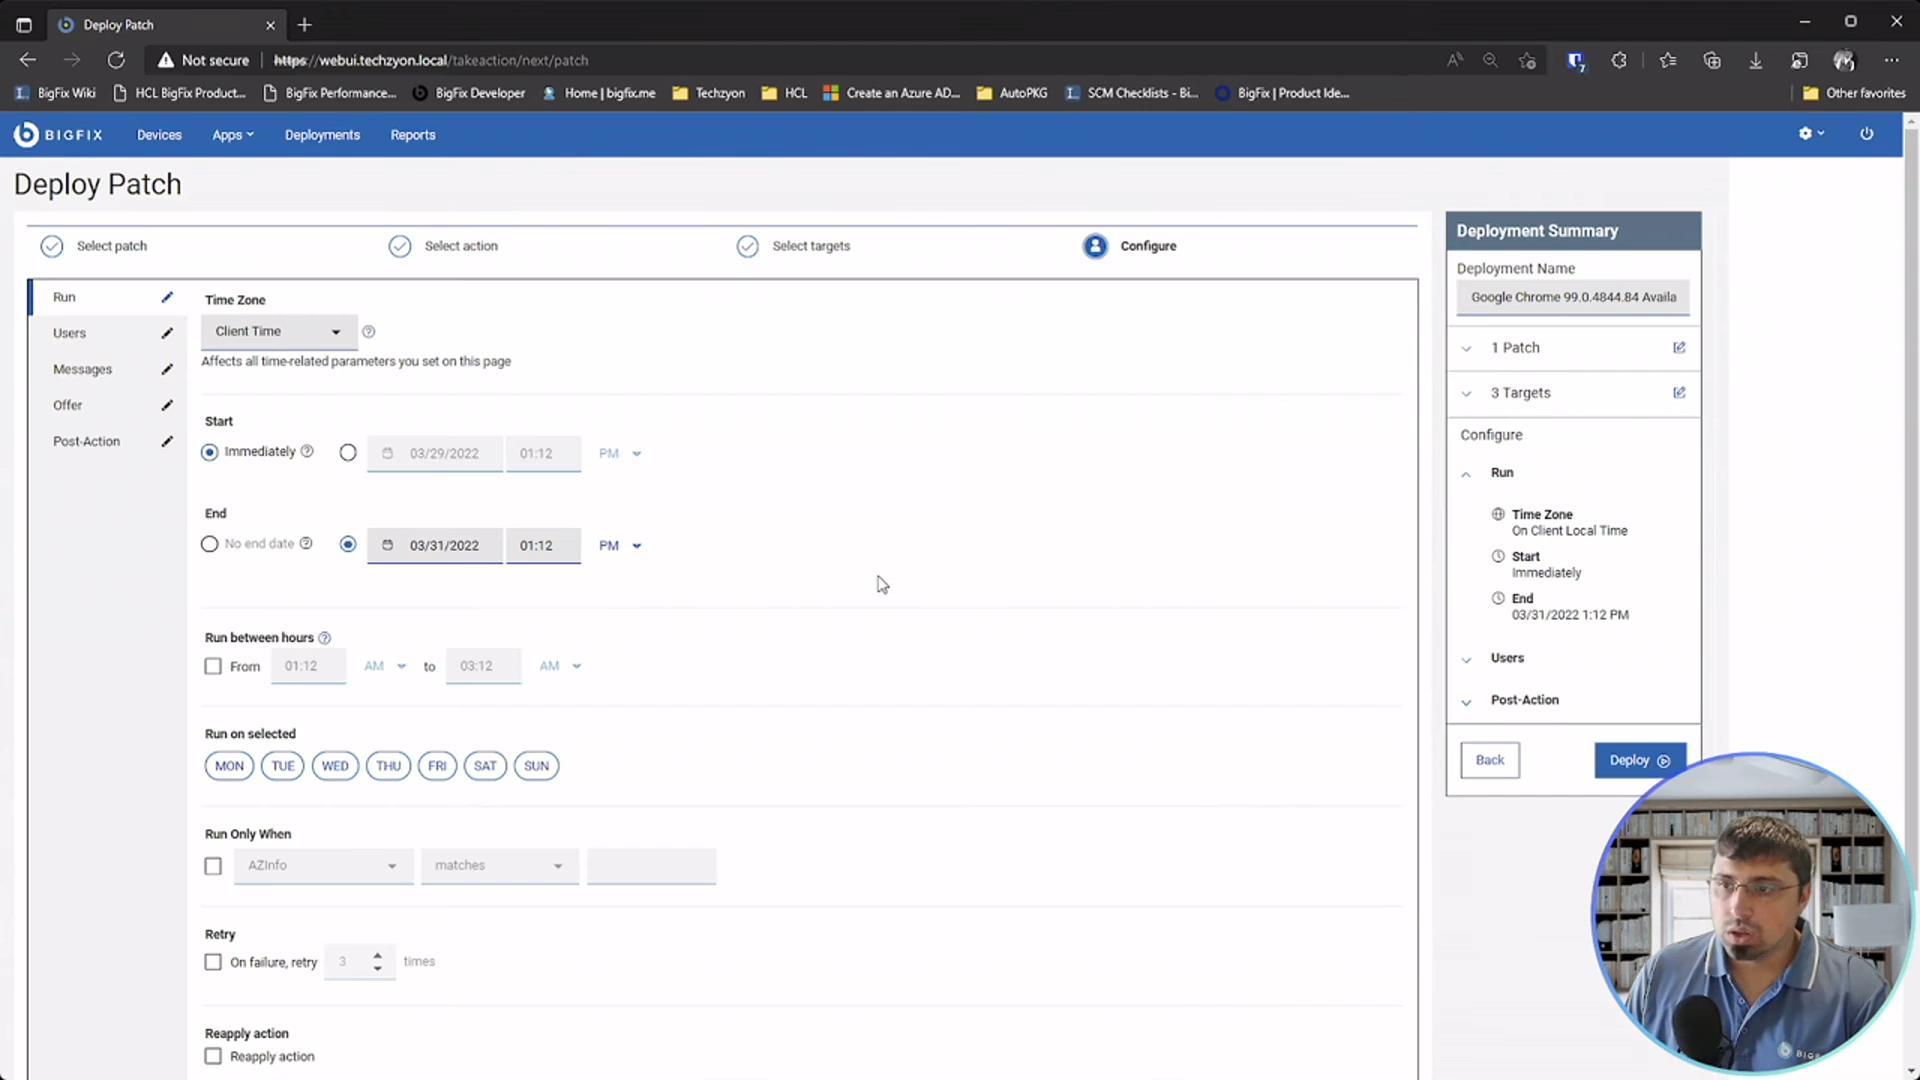 Deploy Patch
Not secure https://webui.techzyon.local/takeaction/next/patch
BigFix Wiki HCL BigFix Product... BigFix Performance... BigFix Developer Home | bigfix.me Techzyon HCL Create an Azure AD... AutoPKG SCM Checklists - Bi... BigFix | Product Ide... Other favorites
BIGFIX Devices Apps Deployments Reports
Deploy Patch
Select patch Select action Select targets Configure
Run
Users
Messages
Offer
Post-Action
Time Zone
Client Time
Affects all time-related parameters you set on this page
Start
Immediately 03/29/2022 01:12 PM
End
No end date 03/31/2022 01:12 PM
Run between hours
From 01:12 AM to 03:12 AM
Run on selected
MON TUE WED THU FRI SAT SUN
Run Only When
AZInfo matches
Retry
On failure, retry 3 times
Reapply action
Reapply action
Deployment Summary
Deployment Name
Google Chrome 99.0.4844.84 Availa
1 Patch
3 Targets
Configure
Run
Time Zone
On Client Local Time
Start
Immediately
End
03/31/2022 1:12 PM
Users
Post-Action
Back Deploy